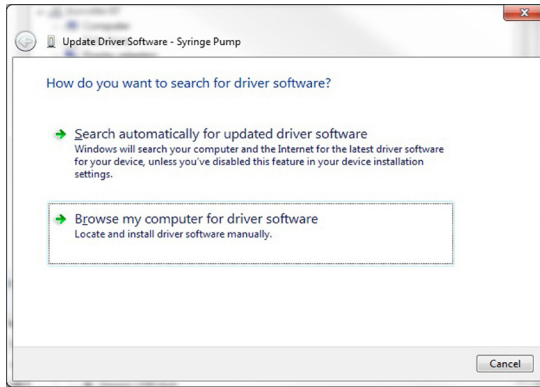 Computer
Update Driver Software - Syringe Pump
How do you want to search for driver software?
Search automatically for updated driver software
Windows will search your computer and the Internet for the latest driver software
for your device, unless you've disabled this feature in your device installation
settings.
Browse my computer for driver software
Locate and install driver software manually.
Cancel